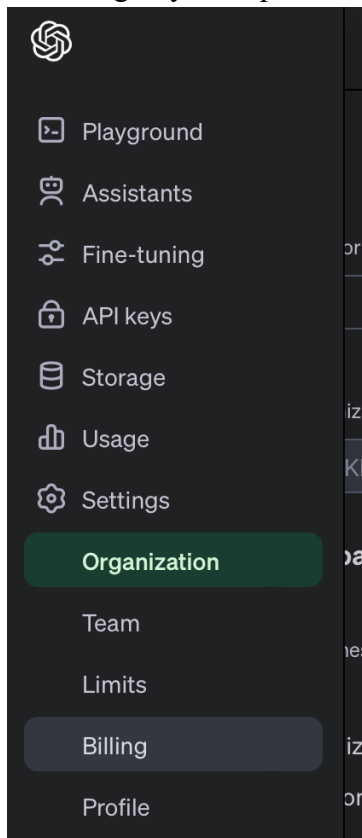 Playground
Assistants
Fine-tuning
API keys
Storage
Usage
Settings
Organization
Team
Limits
Billing
Profile